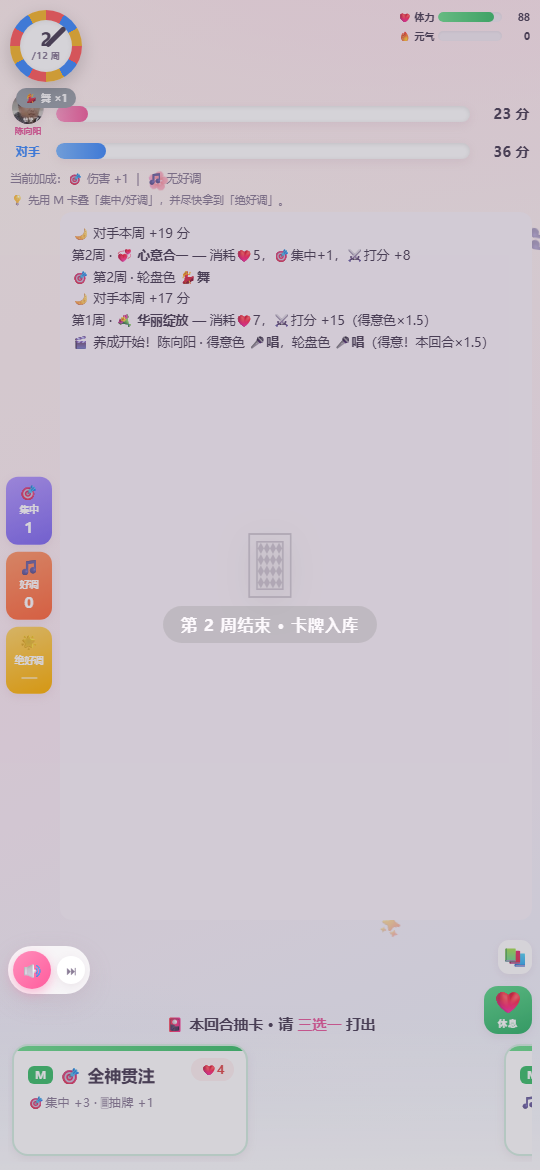 2
/12 周
❤️ 体力 88
🔥 元气 0
💃 舞 ×1
陈向阳
23 分
对手
36 分
当前加成：🎯 伤害 +1 | 🎵 无好调
💡 先用 M 卡叠「集中/好调」，并尽快拿到「绝好调」。
🌙 对手本周 +19 分
第2周 · 💞 心意合一 — 消耗❤️5，🎯集中+1，⚔️打分 +8
🎯 第2周 · 轮盘色 💃舞
🌙 对手本周 +17 分
第1周 · 💐 华丽绽放 — 消耗❤️7，⚔️打分 +15（得意色×1.5）
🎬 养成开始！陈向阳 · 得意色 🎤唱，轮盘色 🎤唱（得意！本回合×1.5）
🎯
集中
1
🎵
好调
0
🌟
绝好调
—
第 2 周结束 · 卡牌入库
休息
🎴 本回合抽卡 · 请 三选一 打出
M 🎯 全神贯注 ❤️4
🎯集中 +3 · 抽牌 +1